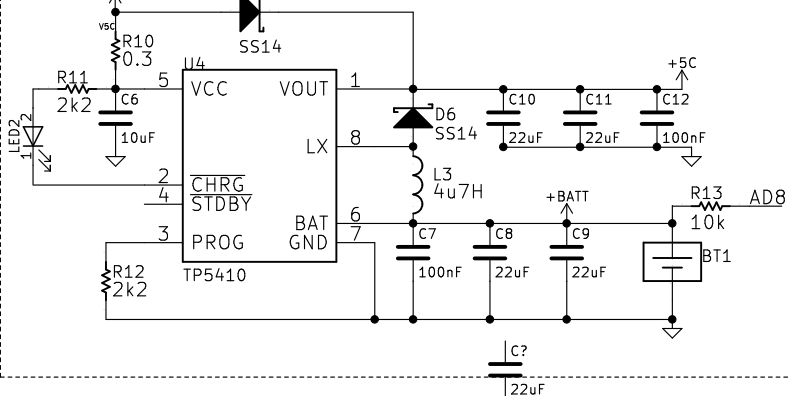 V5C
R10
0.3
SS14
U4
+5C
R11
2k2
C6
10uF
5
VCC
VOUT
1
D6
SS14
C10
22uF
C11
22uF
C12
100nF
LED2
2
1
LX
8
L3
4u7H
2
CHRG
4
STDBY
+BATT
R13
10k
AD8
BAT
6
3
PROG
GND
7
C7
100nF
C8
22uF
C9
22uF
BT1
R12
2k2
TP5410
C?
22uF